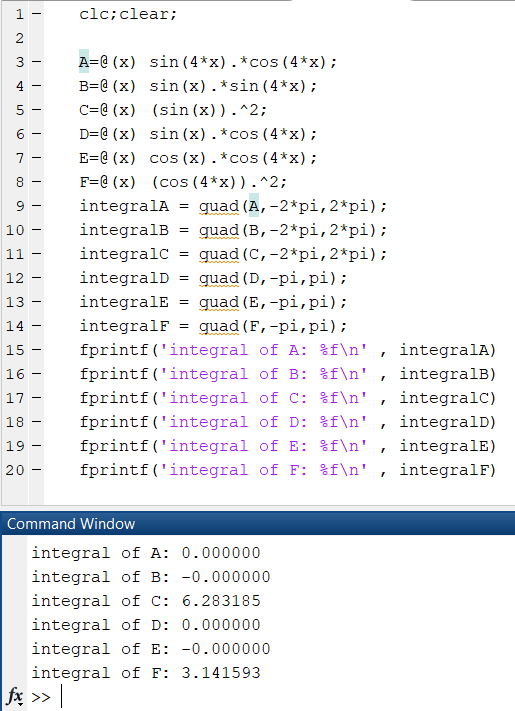 1 – clc;clear;
2
3 – A=@(x) sin(4*x).*cos(4*x);
4 – B=@(x) sin(x).*sin(4*x);
5 – C=@(x) (sin(x)).^2;
6 – D=@(x) sin(x).*cos(4*x);
7 – E=@(x) cos(x).*cos(4*x);
8 – F=@(x) (cos(4*x)).^2;
9 – integralA = quad(A,-2*pi,2*pi);
10 – integralB = quad(B,-2*pi,2*pi);
11 – integralC = quad(C,-2*pi,2*pi);
12 – integralD = quad(D,-pi,pi);
13 – integralE = quad(E,-pi,pi);
14 – integralF = quad(F,-pi,pi);
15 – fprintf('integral of A: %f\n' , integralA)
16 – fprintf('integral of B: %f\n' , integralB)
17 – fprintf('integral of C: %f\n' , integralC)
18 – fprintf('integral of D: %f\n' , integralD)
19 – fprintf('integral of E: %f\n' , integralE)
20 – fprintf('integral of F: %f\n' , integralF)
Command Window
integral of A: 0.000000
integral of B: -0.000000
integral of C: 6.283185
integral of D: 0.000000
integral of E: -0.000000
integral of F: 3.141593
fx >>